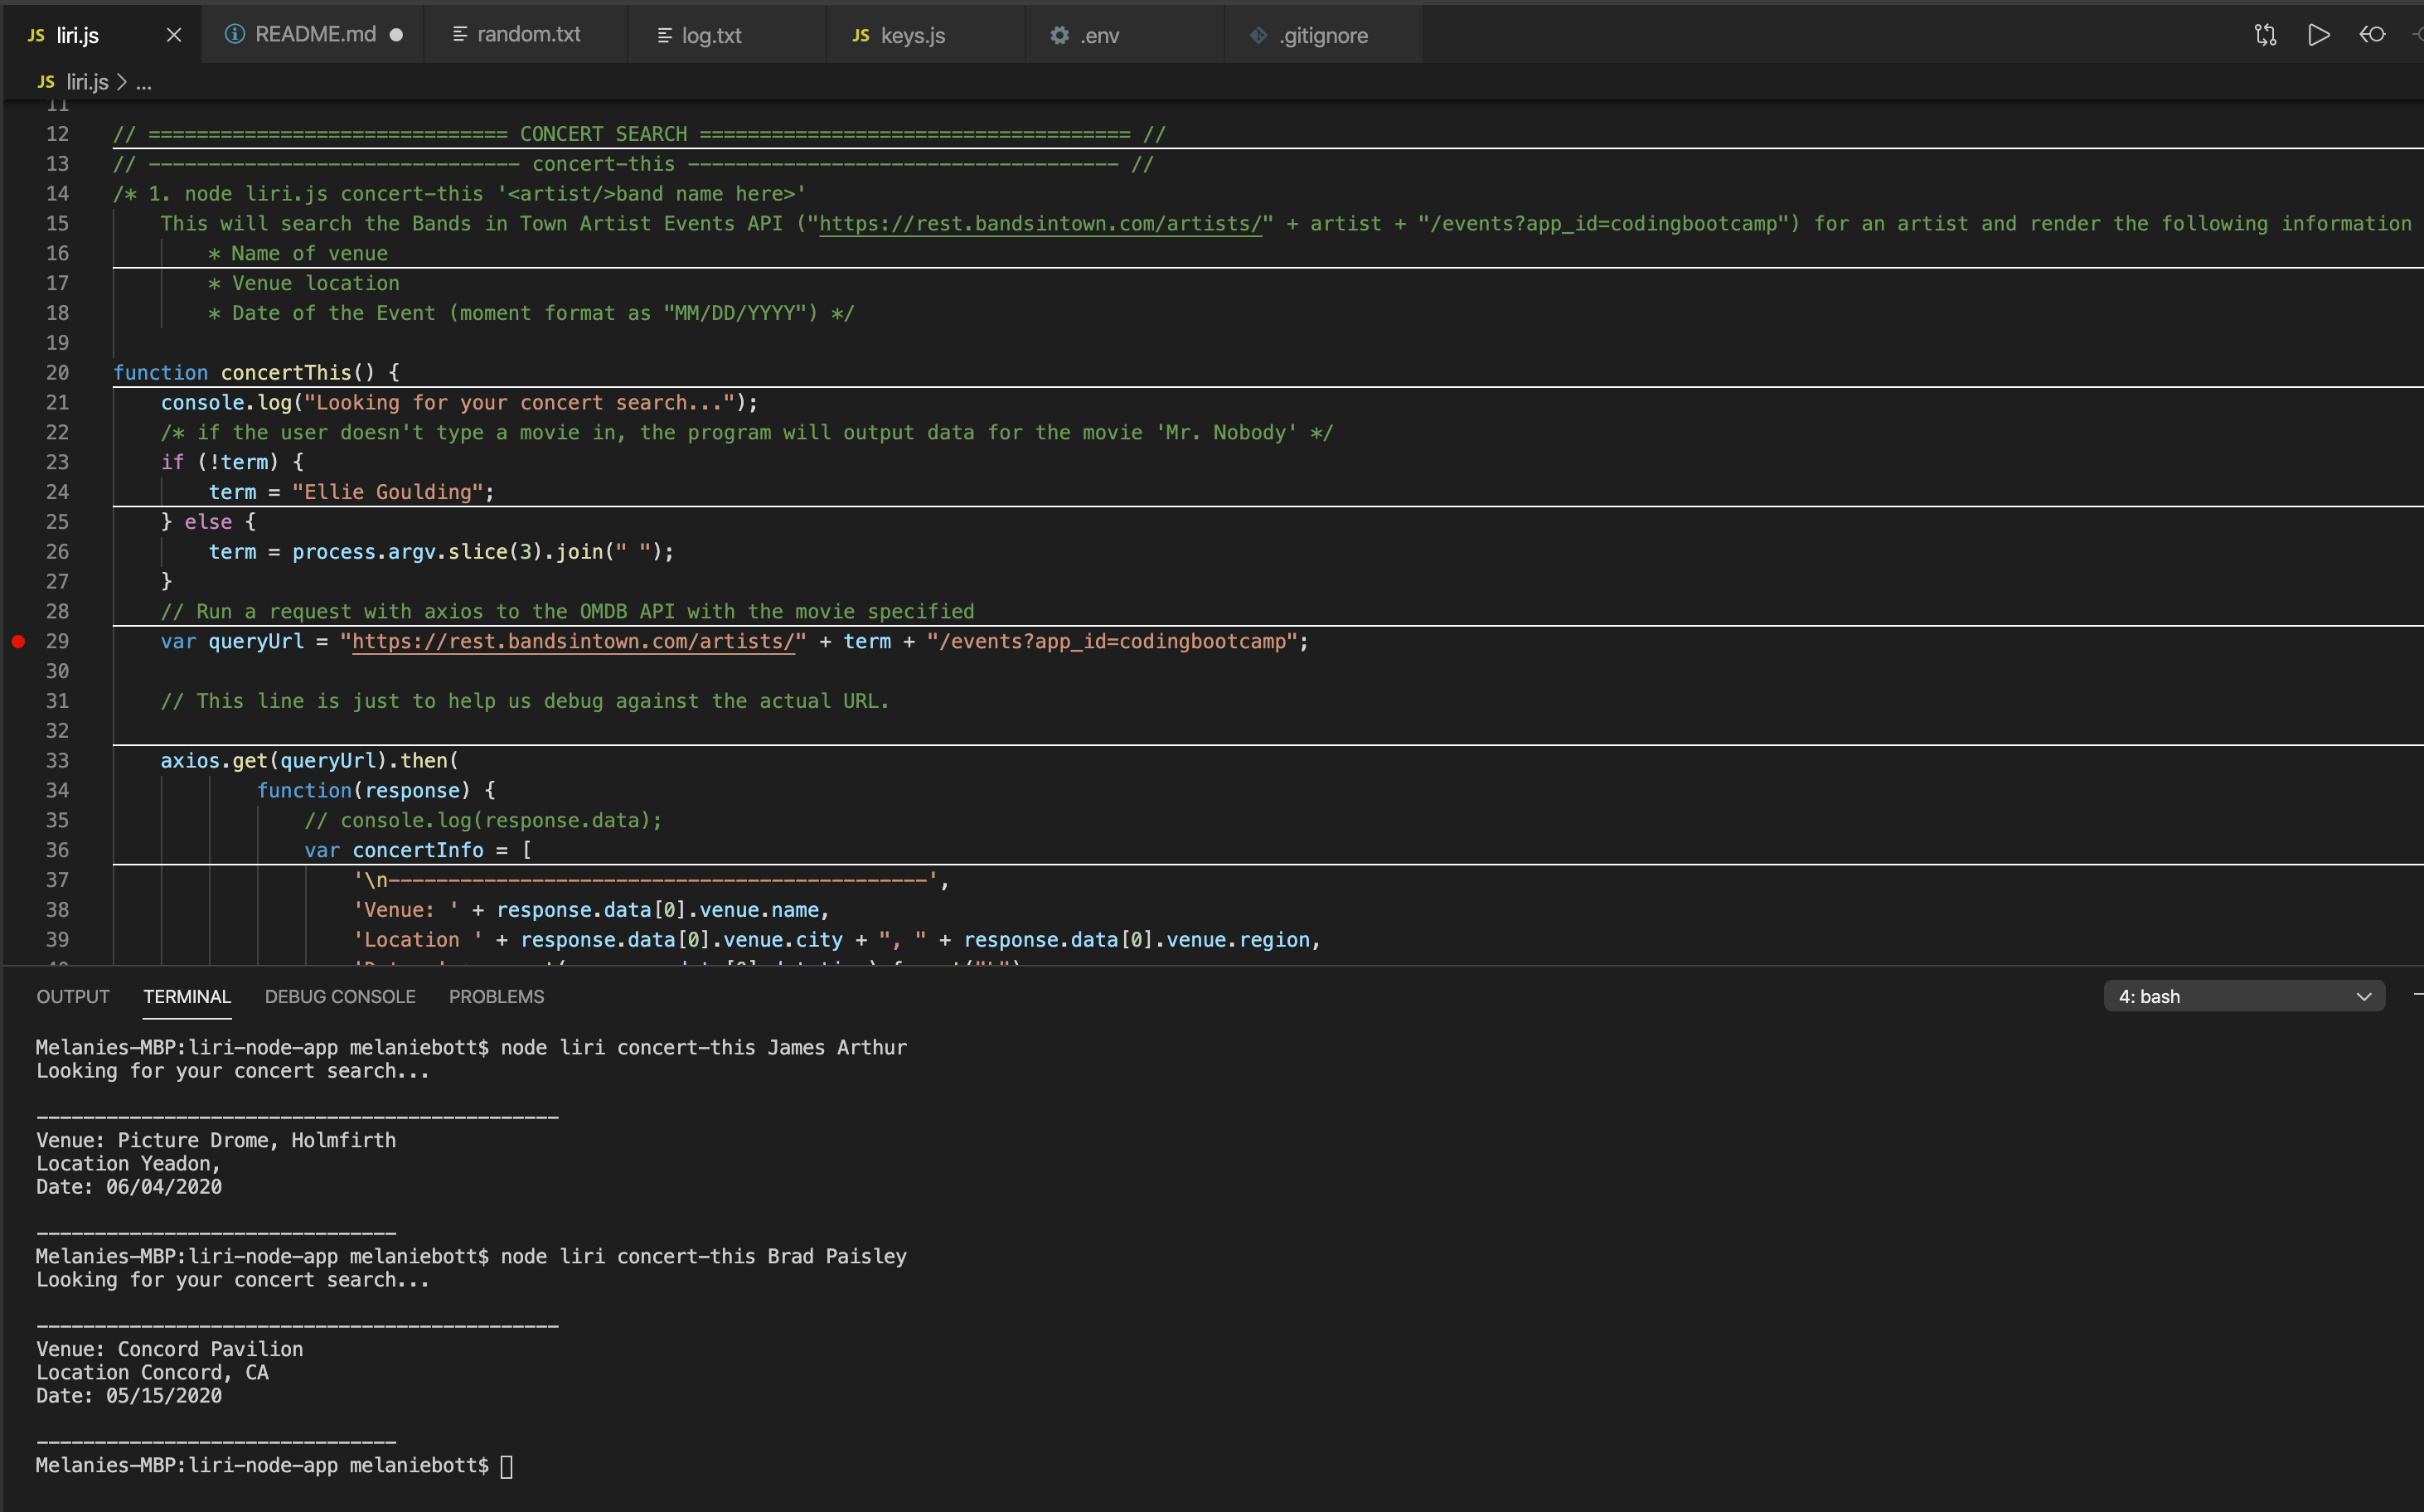 JS liri.js README.md random.txt log.txt JS keys.js .env .gitignore
JS liri.js > ...
11
12 // ============================== CONCERT SEARCH ==================================== //
13 // ------------------------------- concert-this ------------------------------------ //
14 /* 1. node liri.js concert-this '<artist/>band name here>'
15 This will search the Bands in Town Artist Events API ("https://rest.bandsintown.com/artists/" + artist + "/events?app_id=codingbootcamp") for an artist and render the following information
16 * Name of venue
17 * Venue location
18 * Date of the Event (moment format as "MM/DD/YYYY") */
19
20 function concertThis() {
21 console.log("Looking for your concert search...");
22 /* if the user doesn't type a movie in, the program will output data for the movie 'Mr. Nobody' */
23 if (!term) {
24 term = "Ellie Goulding";
25 } else {
26 term = process.argv.slice(3).join(" ");
27 }
28 // Run a request with axios to the OMDB API with the movie specified
29 var queryUrl = "https://rest.bandsintown.com/artists/" + term + "/events?app_id=codingbootcamp";
30
31 // This line is just to help us debug against the actual URL.
32
33 axios.get(queryUrl).then(
34 function(response) {
35 // console.log(response.data);
36 var concertInfo = [
37 '\n---------------------------------------------',
38 'Venue: ' + response.data[0].venue.name,
39 'Location ' + response.data[0].venue.city + ", " + response.data[0].venue.region,
OUTPUT TERMINAL DEBUG CONSOLE PROBLEMS 4: bash
Melanies-MBP:liri-node-app melaniebott$ node liri concert-this James Arthur
Looking for your concert search...
---------------------------------------------
Venue: Picture Drome, Holmfirth
Location Yeadon,
Date: 06/04/2020
-------------------------------
Melanies-MBP:liri-node-app melaniebott$ node liri concert-this Brad Paisley
Looking for your concert search...
---------------------------------------------
Venue: Concord Pavilion
Location Concord, CA
Date: 05/15/2020
-------------------------------
Melanies-MBP:liri-node-app melaniebott$